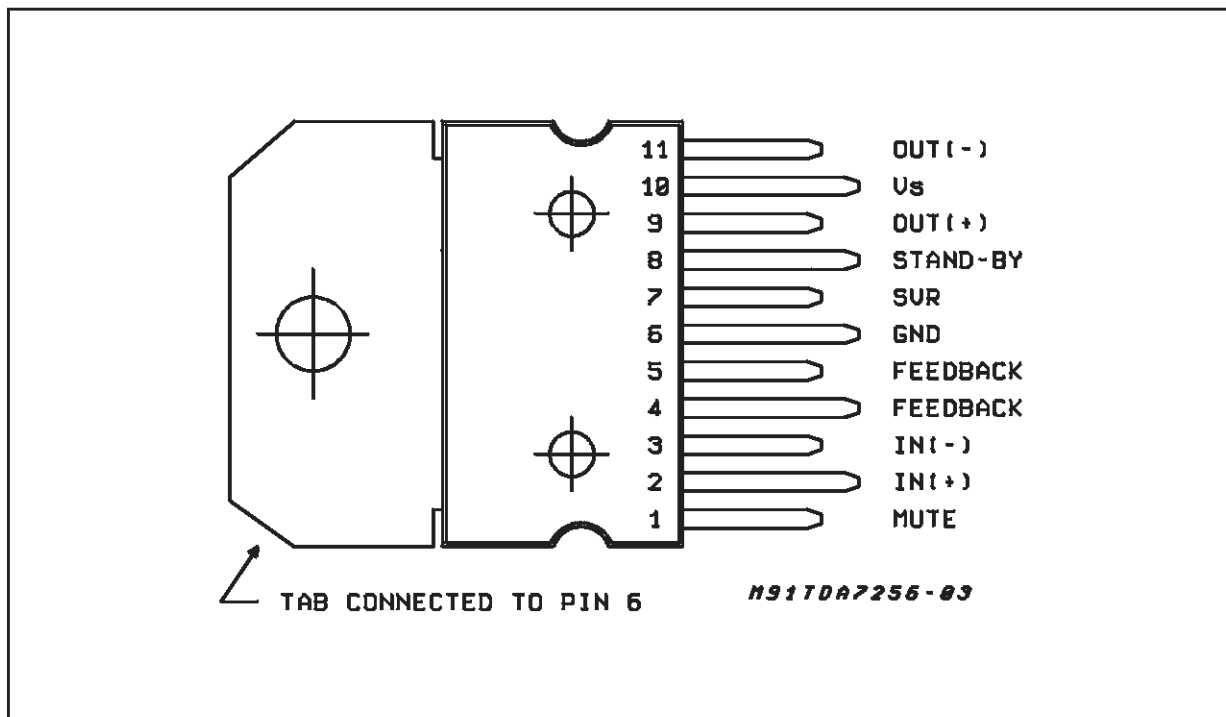 11 OUT(-)
10 Vs
9 OUT(+)
8 STAND-BY
7 SVR
6 GND
5 FEEDBACK
4 FEEDBACK
3 IN(-)
2 IN(+)
1 MUTE
TAB CONNECTED TO PIN 6
M91TDA7256-03